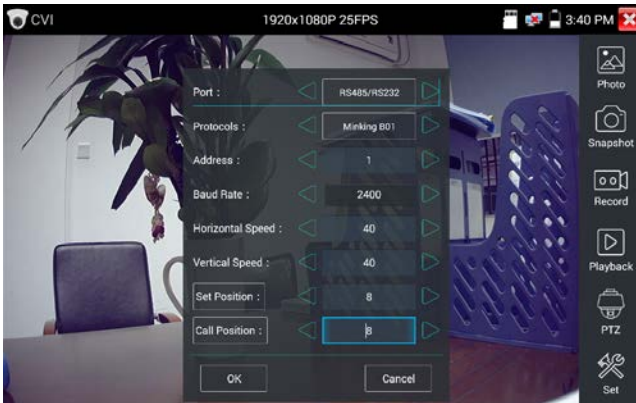 CVI 1920x1080P 25FPS 3:40 PM
Port : RS485/RS232
Protocols : Minking B01
Address : 1
Baud Rate : 2400
Horizontal Speed : 40
Vertical Speed : 40
Set Position : 8
Call Position : 8
OK Cancel
Photo
Snapshot
Record
Playback
PTZ
Set